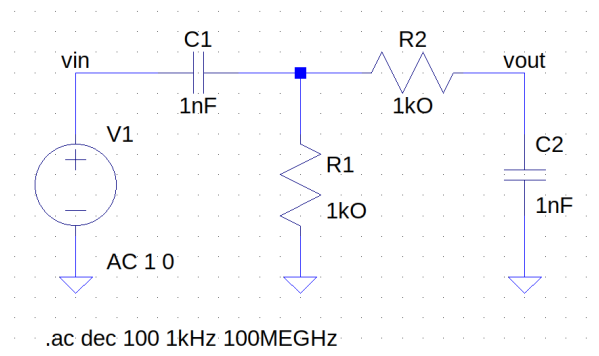 C1
R2
vin
vout
1nF
1kO
V1
C2
R1
1nF
1kO
AC 1 0
.ac dec 100 1kHz 100MEGHz